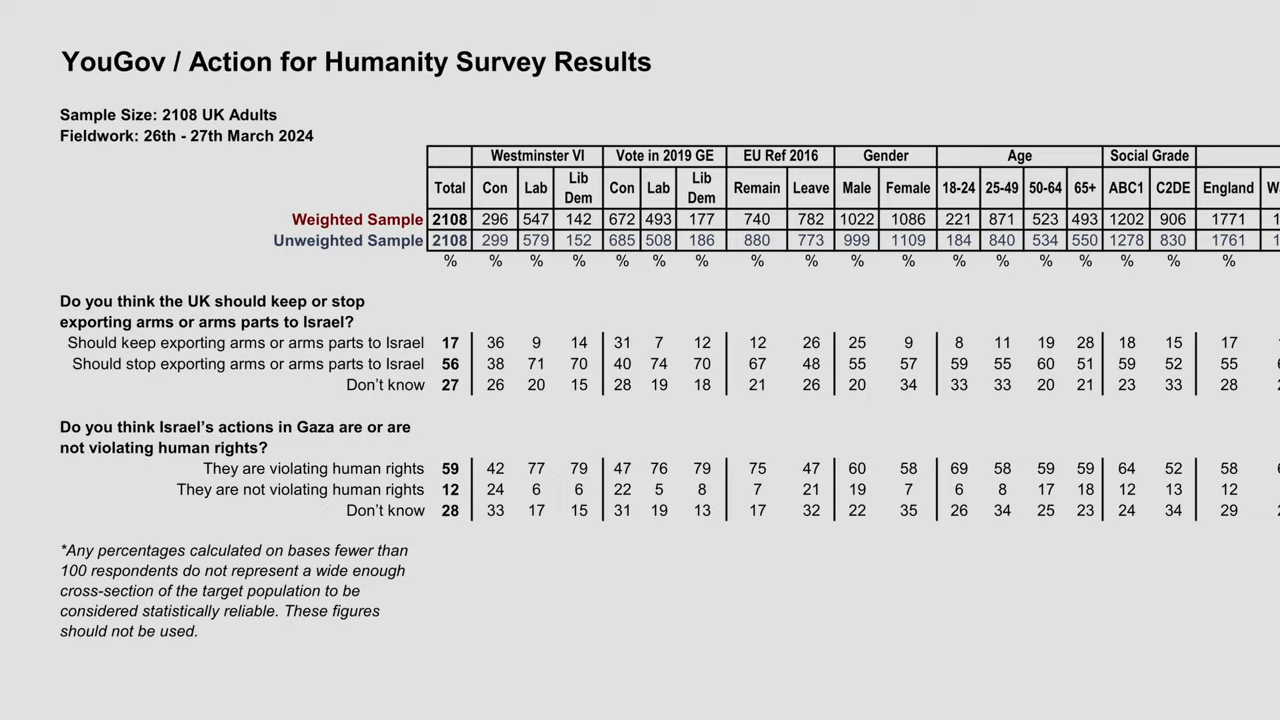 YouGov / Action for Humanity Survey Results
Sample Size: 2108 UK Adults
Fieldwork: 26th - 27th March 2024
Westminster VI Vote in 2019 GE EU Ref 2016 Gender Age Social Grade
Total Con Lab Lib Dem Con Lab Lib Dem Remain Leave Male Female 18-24 25-49 50-64 65+ ABC1 C2DE England
Weighted Sample 2108 296 547 142 672 493 177 740 782 1022 1086 221 871 523 493 1202 906 1771
Unweighted Sample 2108 299 579 152 685 508 186 880 773 999 1109 184 840 534 550 1278 830 1761
% % % % % % % % % % % % % % % % % %
Do you think the UK should keep or stop
exporting arms or arms parts to Israel?
Should keep exporting arms or arms parts to Israel 17 36 9 14 31 7 12 12 26 25 9 8 11 19 28 18 15 17
Should stop exporting arms or arms parts to Israel 56 38 71 70 40 74 70 67 48 55 57 59 55 60 51 59 52 55
Don't know 27 26 20 15 28 19 18 21 26 20 34 33 33 20 21 23 33 28
Do you think Israel's actions in Gaza are or are
not violating human rights?
They are violating human rights 59 42 77 79 47 76 79 75 47 60 58 69 58 59 59 64 52 58
They are not violating human rights 12 24 6 6 22 5 8 7 21 19 7 6 8 17 18 12 13 12
Don't know 28 33 17 15 31 19 13 17 32 22 35 26 34 25 23 24 34 29
*Any percentages calculated on bases fewer than
100 respondents do not represent a wide enough
cross-section of the target population to be
considered statistically reliable. These figures
should not be used.